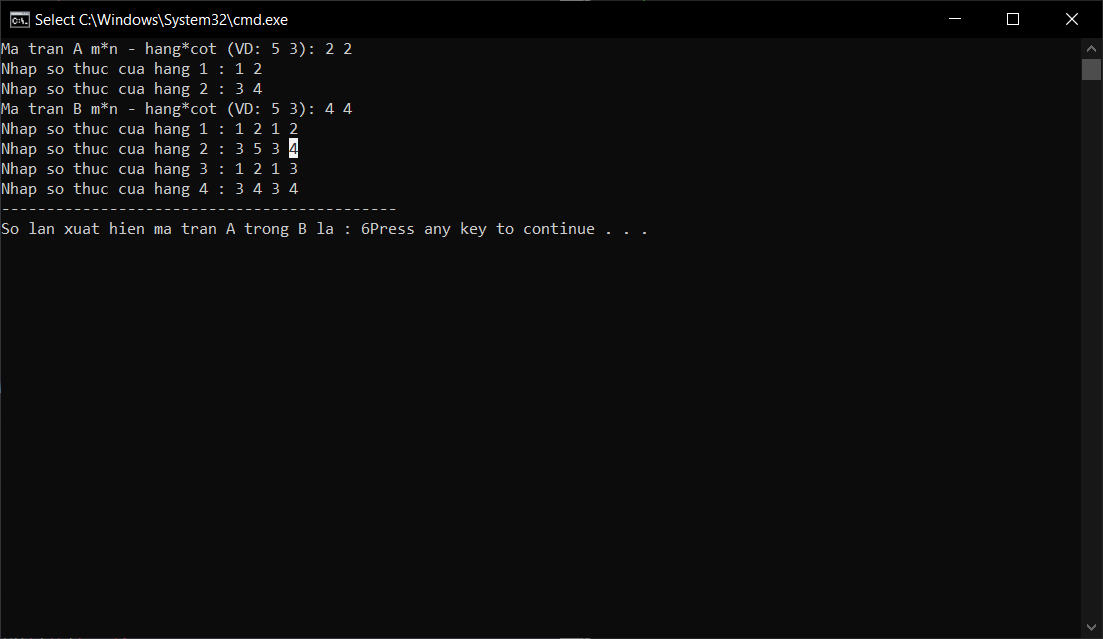 Select C:\Windows\System32\cmd.exe
Ma tran A m*n - hang*cot (VD: 5 3): 2 2
Nhap so thuc cua hang 1 : 1 2
Nhap so thuc cua hang 2 : 3 4
Ma tran B m*n - hang*cot (VD: 5 3): 4 4
Nhap so thuc cua hang 1 : 1 2 1 2
Nhap so thuc cua hang 2 : 3 5 3 4
Nhap so thuc cua hang 3 : 1 2 1 3
Nhap so thuc cua hang 4 : 3 4 3 4
--------------------------------------------
So lan xuat hien ma tran A trong B la : 6Press any key to continue . . .